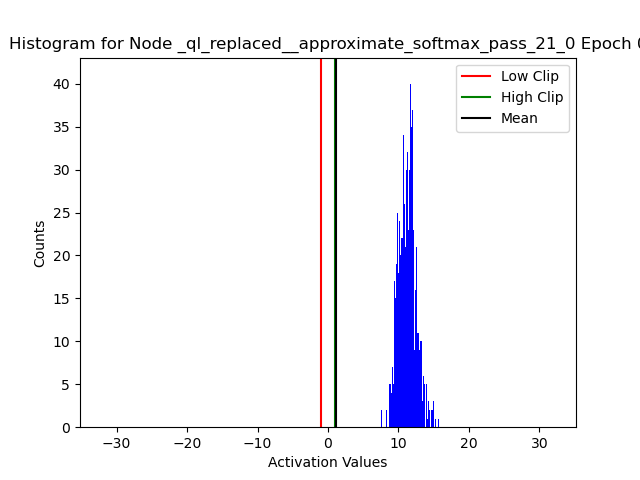 Histogram for Node _ql_replaced__approximate_softmax_pass_21_0 Epoch 0
Low Clip
High Clip
Mean
Counts
40
35
30
25
20
15
10
5
0
−30 −20 −10 0 10 20 30
Activation Values